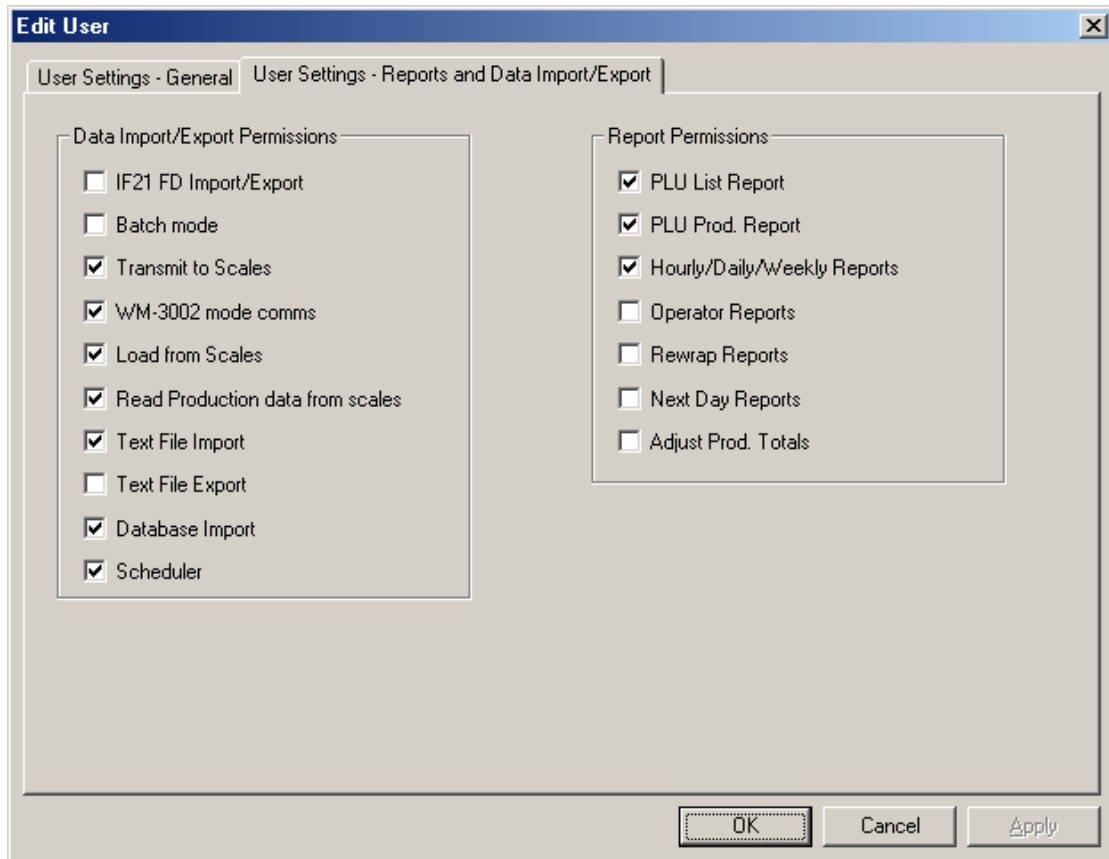 Edit User
User Settings - General
User Settings - Reports and Data Import/Export
Data Import/Export Permissions
IF21 FD Import/Export
Batch mode
Transmit to Scales
WM-3002 mode comms
Load from Scales
Read Production data from scales
Text File Import
Text File Export
Database Import
Scheduler
Report Permissions
PLU List Report
PLU Prod. Report
Hourly/Daily/Weekly Reports
Operator Reports
Rewrap Reports
Next Day Reports
Adjust Prod. Totals
OK
Cancel
Apply